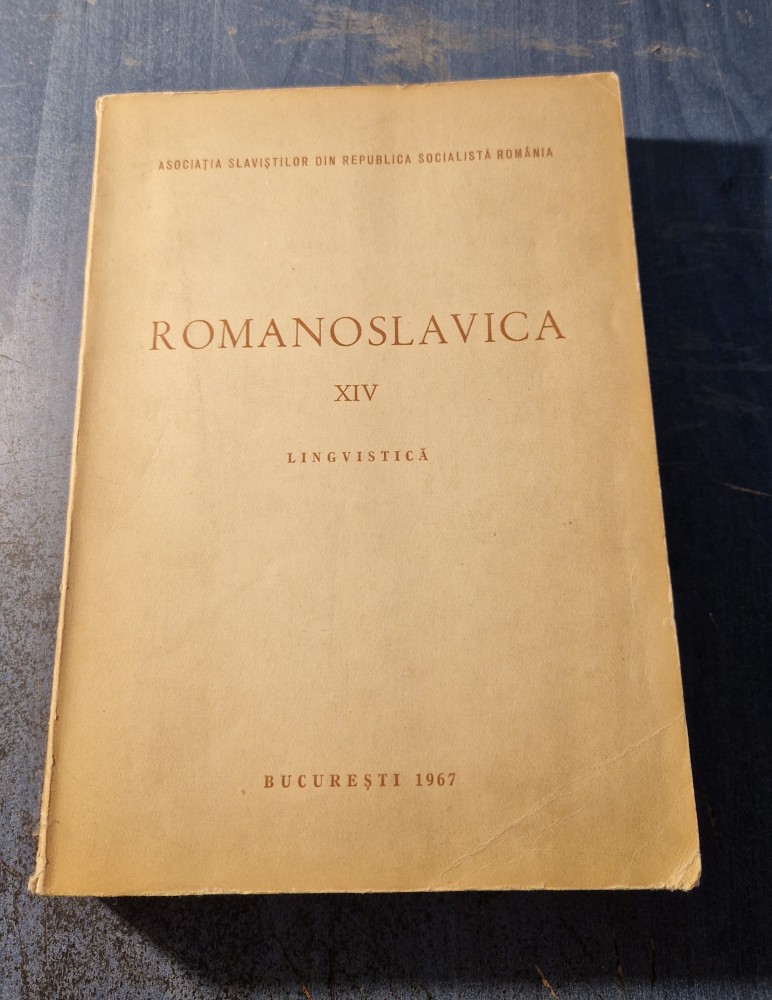 ASOCIAȚIA SLAVIȘTILOR DIN REPUBLICA SOCIALISTĂ ROMÂNIA
ROMANOSLAVICA
XIV
LINGVISTICĂ
BUCUREȘTI 1967